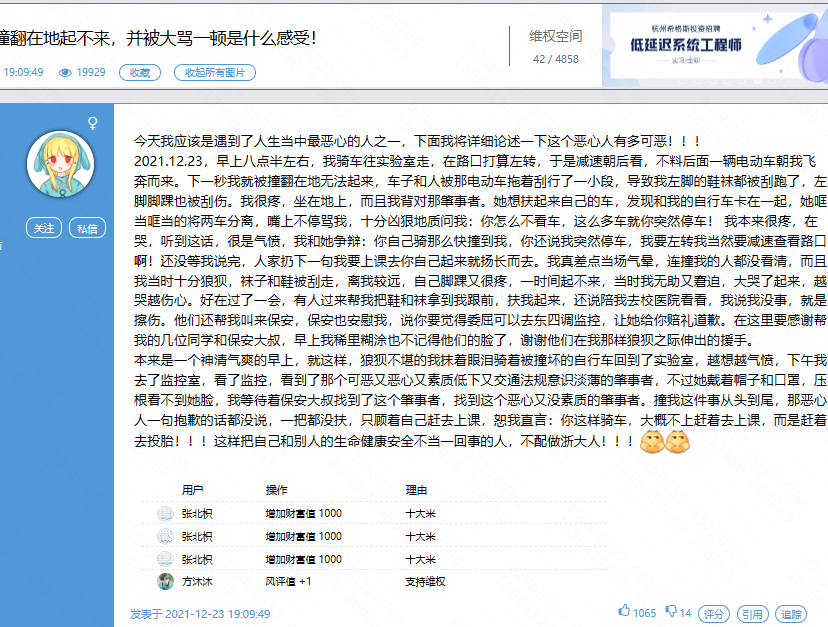 撞翻在地起不来，并被大骂一顿是什么感受！
维权空间
42 / 4858
19:09:49
19929
收藏
收起所有图片
杭州希格斯投资招聘
低延迟系统工程师
实习/全职
♀
关注
私信
今天我应该是遇到了人生当中最恶心的人之一，下面我将详细论述一下这个恶心人有多可恶！！！
2021.12.23，早上八点半左右，我骑车往实验室走，在路口打算左转，于是减速朝后看，不料后面一辆电动车朝我飞
奔而来。下一秒我就被撞翻在地无法起来，车子和人被那电动车拖着刮行了一小段，导致我左脚的鞋袜都被刮跑了，左
脚脚踝也被刮伤。我很疼，坐在地上，而且我背对那肇事者。她想扶起来自己的车，发现和我的自行车卡在一起，她哐
当哐当的将两车分离，嘴上不停骂我，十分凶狠地质问我：你怎么不看车，这么多车就你突然停车！ 我本来很疼，在
哭，听到这话，很是气愤，我和她争辩：你自己骑那么快撞到我，你还说我突然停车，我要左转我当然要减速查看路口
啊！还没等我说完，人家扔下一句我要上课去你自己起来就扬长而去。我真差点当场气晕，连撞我的人都没看清，而且
我当时十分狼狈，袜子和鞋被刮走，离我较远，自己脚踝又很疼，一时间起不来，当时我无助又窘迫，大哭了起来，越
哭越伤心。好在过了一会，有人过来帮我把鞋和袜拿到我跟前，扶我起来，还说陪我去校医院看看，我说我没事，就是
擦伤。他们还帮我叫来保安，保安也安慰我，说你要觉得委屈可以去东四调监控，让她给你赔礼道歉。在这里要感谢帮
我的几位同学和保安大叔，早上我稀里糊涂也不记得他们的脸了，谢谢他们在我那样狼狈之际伸出的援手。
本来是一个神清气爽的早上，就这样，狼狈不堪的我抹着眼泪骑着被撞坏的自行车回到了实验室，越想越气愤，下午我
去了监控室，看了监控，看到了那个可恶又恶心又素质低下又交通法规意识淡薄的肇事者，不过她戴着帽子和口罩，压
根看不到她脸，我等待着保安大叔找到了这个肇事者，找到这个恶心又没素质的肇事者。撞我这件事从头到尾，那恶心
人一句抱歉的话都没说，一把都没扶，只顾着自己赶去上课，恕我直言：你这样骑车，大概不上赶着去上课，而是赶着
去投胎！！！这样把自己和别人的生命健康安全不当一回事的人，不配做浙大人！！！
用户 操作 理由
张北枳 增加财富值 1000 十大米
张北枳 增加财富值 1000 十大米
张北枳 增加财富值 1000 十大米
方沐沐 风评值 +1 支持维权
发表于 2021-12-23 19:09:49
1065
14
评分
引用
追踪